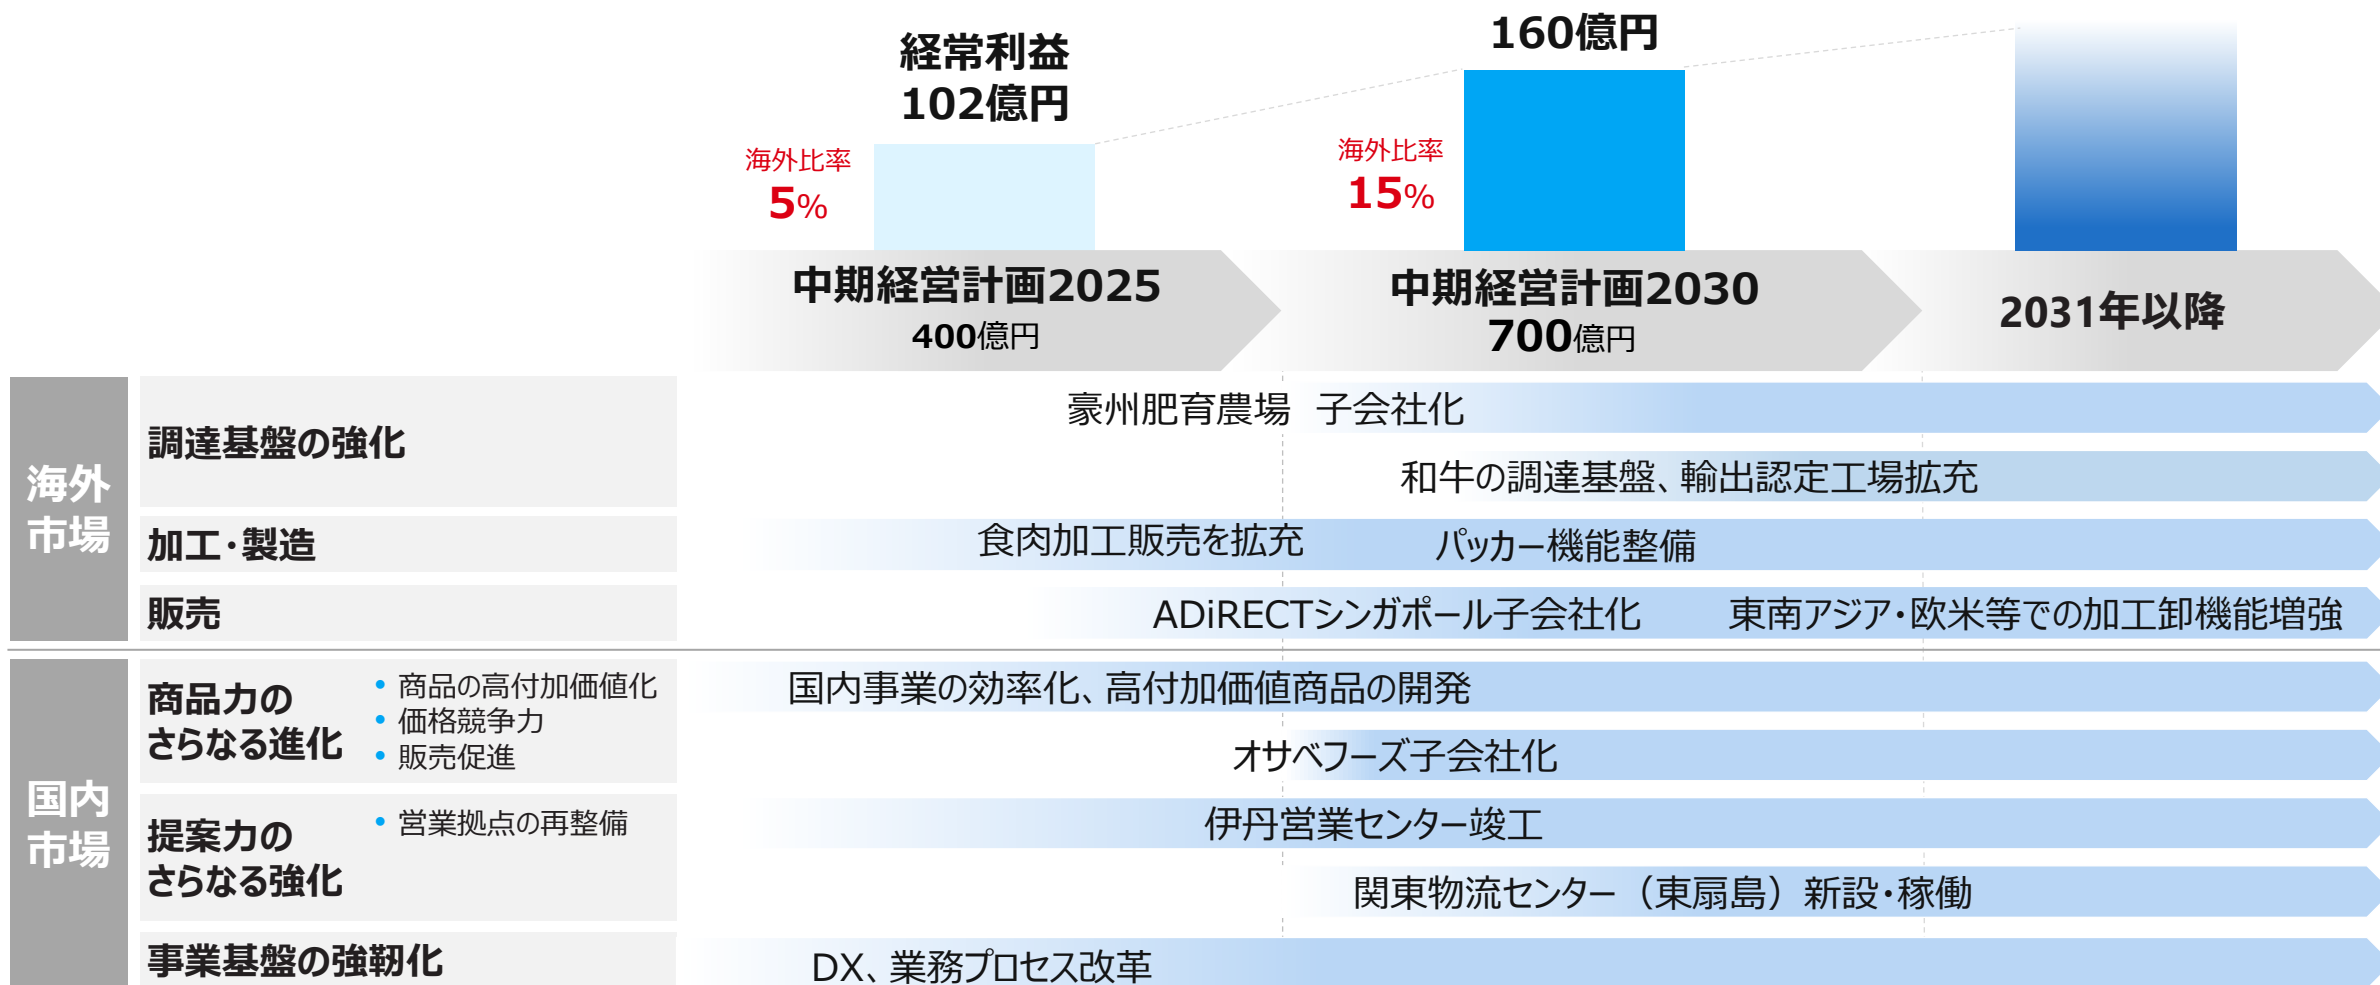 経常利益
102億円
160億円
海外比率
5%
海外比率
15%
中期経営計画2025
400億円
中期経営計画2030
700億円
2031年以降
海外
市場
調達基盤の強化
豪州肥育農場 子会社化
和牛の調達基盤、輸出認定工場拡充
加工・製造
食肉加工販売を拡充
パッカー機能整備
販売
ADiRECTシンガポール子会社化
東南アジア・欧米等での加工卸機能増強
国内
市場
商品力の
さらなる進化
• 商品の高付加価値化
• 価格競争力
• 販売促進
国内事業の効率化、高付加価値商品の開発
オサベフーズ子会社化
提案力の
さらなる強化
• 営業拠点の再整備
伊丹営業センター竣工
関東物流センター（東扇島）新設・稼働
事業基盤の強靭化
DX、業務プロセス改革